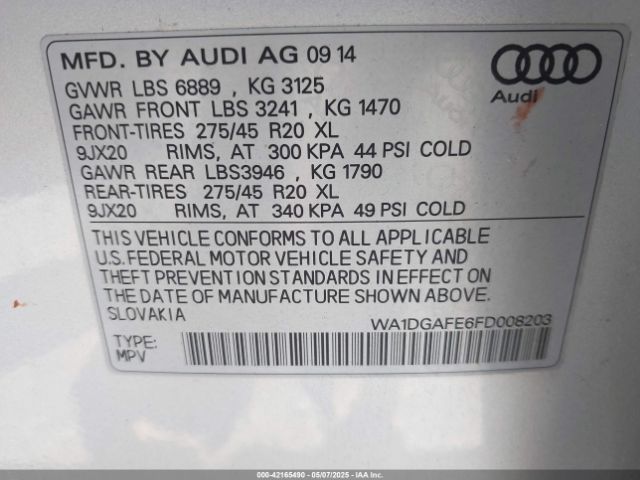 MFD. BY AUDI AG 09 14
GVWR LBS 6889 , KG 3125
GAWR FRONT LBS 3241 , KG 1470
FRONT-TIRES 275/45 R20 XL
9JX20 RIMS, AT 300 KPA 44 PSI COLD
GAWR REAR LBS3946 , KG 1790
REAR-TIRES 275/45 R20 XL
9JX20 RIMS, AT 340 KPA 49 PSI COLD
Audi
THIS VEHICLE CONFORMS TO ALL APPLICABLE
U.S. FEDERAL MOTOR VEHICLE SAFETY AND
THEFT PREVENTION STANDARDS IN EFFECT ON
THE DATE OF MANUFACTURE SHOWN ABOVE.
SLOVAKIA
WA1DGAFE6FD008203
TYPE:
MPV
000-42165490 - 05/07/2025 - IAA Inc.